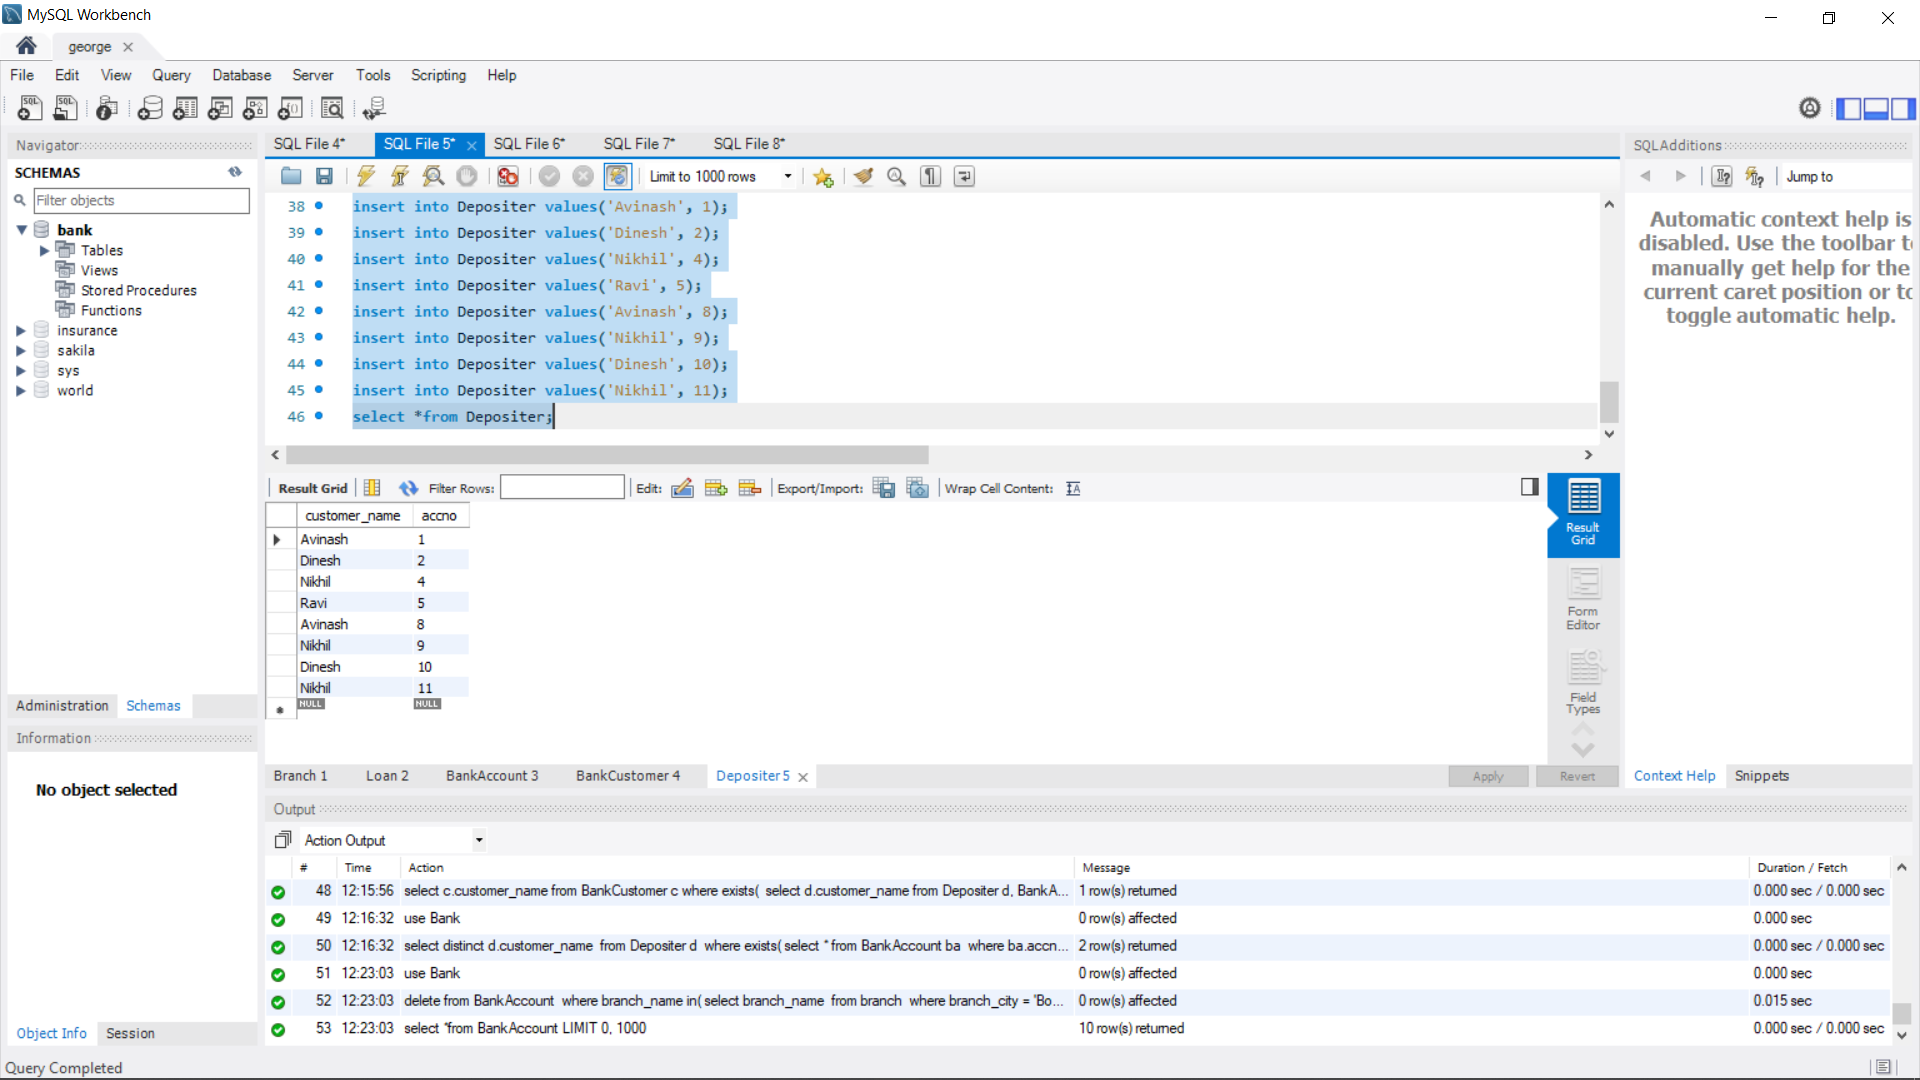 MySQL Workbench
george
File Edit View Query Database Server Tools Scripting Help
Navigator
SCHEMAS
Filter objects
bank
Tables
Views
Stored Procedures
Functions
insurance
sakila
sys
world
Administration Schemas
Information
No object selected
Object Info Session
Query Completed
SQL File 4* SQL File 5* SQL File 6* SQL File 7* SQL File 8*
Limit to 1000 rows
38 insert into Depositer values('Avinash', 1);
39 insert into Depositer values('Dinesh', 2);
40 insert into Depositer values('Nikhil', 4);
41 insert into Depositer values('Ravi', 5);
42 insert into Depositer values('Avinash', 8);
43 insert into Depositer values('Nikhil', 9);
44 insert into Depositer values('Dinesh', 10);
45 insert into Depositer values('Nikhil', 11);
46 select *from Depositer;
Result Grid Filter Rows: Edit: Export/Import: Wrap Cell Content:
customer_name accno
Avinash 1
Dinesh 2
Nikhil 4
Ravi 5
Avinash 8
Nikhil 9
Dinesh 10
Nikhil 11
NULL NULL
Result
Grid
Form
Editor
Field
Types
Branch 1 Loan 2 BankAccount 3 BankCustomer 4 Depositer 5
Apply Revert
SQLAdditions
Jump to
Automatic context help is
disabled. Use the toolbar t
manually get help for the
current caret position or to
toggle automatic help.
Context Help Snippets
Output
Action Output
# Time Action Message Duration / Fetch
48 12:15:56 select c.customer_name from BankCustomer c where exists( select d.customer_name from Depositer d, BankA... 1 row(s) returned 0.000 sec / 0.000 sec
49 12:16:32 use Bank 0 row(s) affected 0.000 sec
50 12:16:32 select distinct d.customer_name from Depositer d where exists( select * from BankAccount ba where ba.accn... 2 row(s) returned 0.000 sec / 0.000 sec
51 12:23:03 use Bank 0 row(s) affected 0.000 sec
52 12:23:03 delete from BankAccount where branch_name in( select branch_name from branch where branch_city = 'Bo... 0 row(s) affected 0.015 sec
53 12:23:03 select *from BankAccount LIMIT 0, 1000 10 row(s) returned 0.000 sec / 0.000 sec